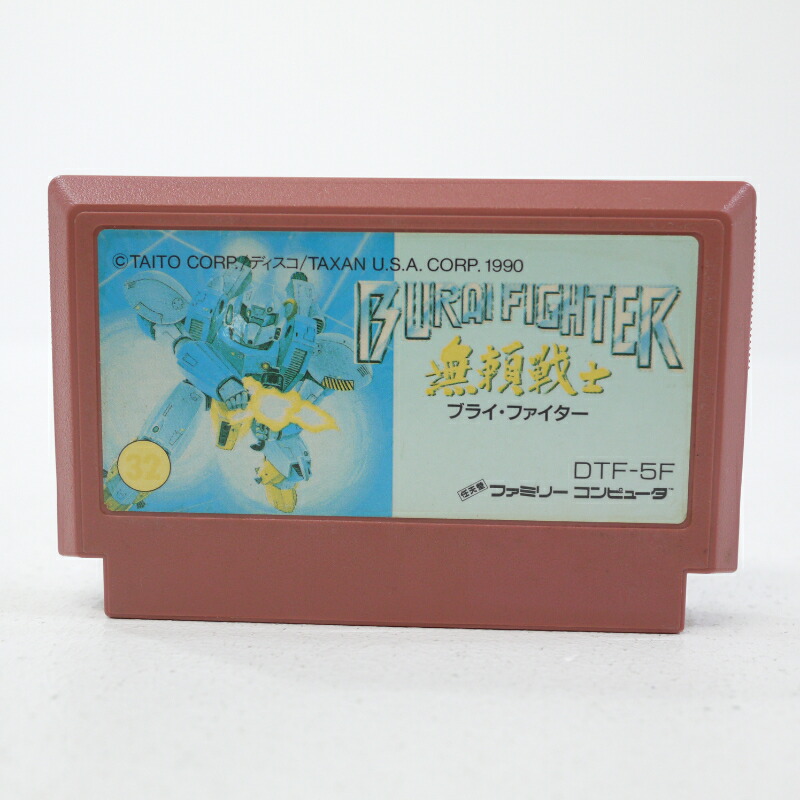 ©TAITO CORP./ディスコ/TAXAN U.S.A. CORP. 1990
BURAI FIGHTER
無頼戦士
ブライ・ファイター
32
DTF-5F
任天堂 ファミリー コンピュータ™